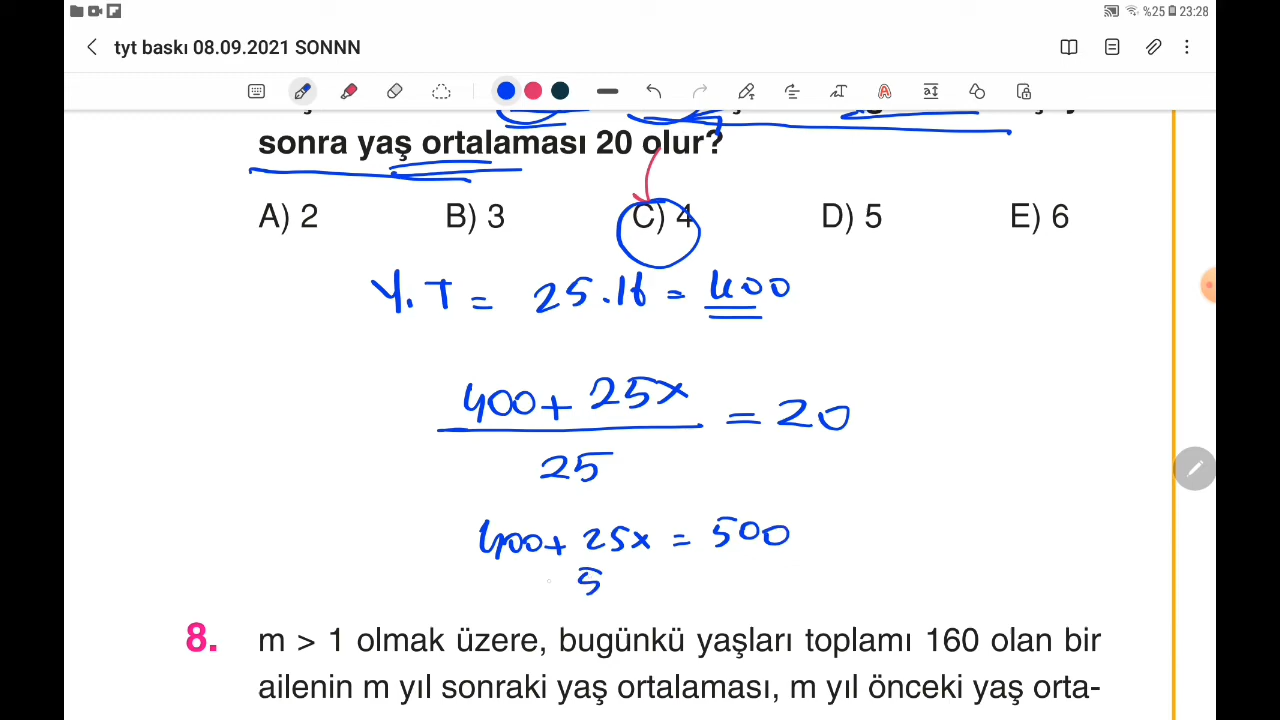 %25 23:28
tyt baskı 08.09.2021 SONNN
sonra yaş ortalaması 20 olur?
A) 2 B) 3 C) 4 D) 5 E) 6
Y.T = 25.16 = 400
400 + 25x
= 20
25
400 + 25x = 500
5
8. m > 1 olmak üzere, bugünkü yaşları toplamı 160 olan bir
ailenin m yıl sonraki yaş ortalaması, m yıl önceki yaş orta-